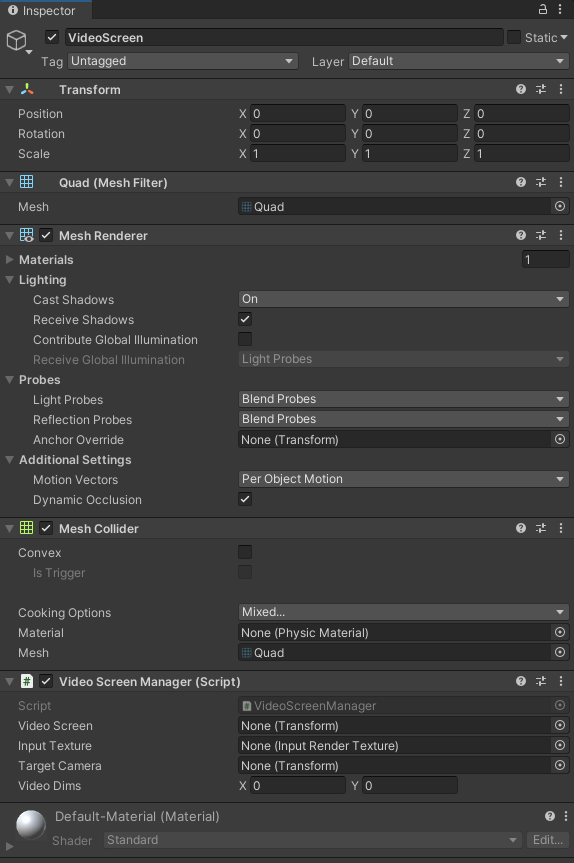 Inspector
VideoScreen
Static
Tag Untagged Layer Default
Transform
Position X 0 Y 0 Z 0
Rotation X 0 Y 0 Z 0
Scale X 1 Y 1 Z 1
Quad (Mesh Filter)
Mesh Quad
Mesh Renderer
Materials 1
Lighting
Cast Shadows On
Receive Shadows
Contribute Global Illumination
Receive Global Illumination Light Probes
Probes
Light Probes Blend Probes
Reflection Probes Blend Probes
Anchor Override None (Transform)
Additional Settings
Motion Vectors Per Object Motion
Dynamic Occlusion
Mesh Collider
Convex
Is Trigger
Cooking Options Mixed...
Material None (Physic Material)
Mesh Quad
# Video Screen Manager (Script)
Script # VideoScreenManager
Video Screen None (Transform)
Input Texture None (Input Render Texture)
Target Camera None (Transform)
Video Dims X 0 Y 0
Default-Material (Material)
Shader Standard Edit...